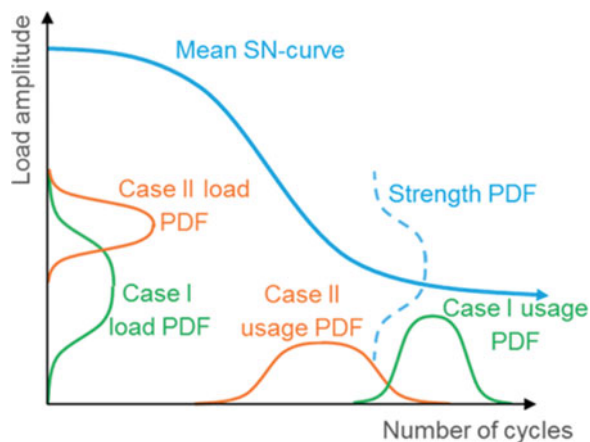 Load amplitude
Mean SN-curve
Case II load
PDF
Strength PDF
Case I
load PDF
Case II
usage PDF
Case I usage
PDF
Number of cycles